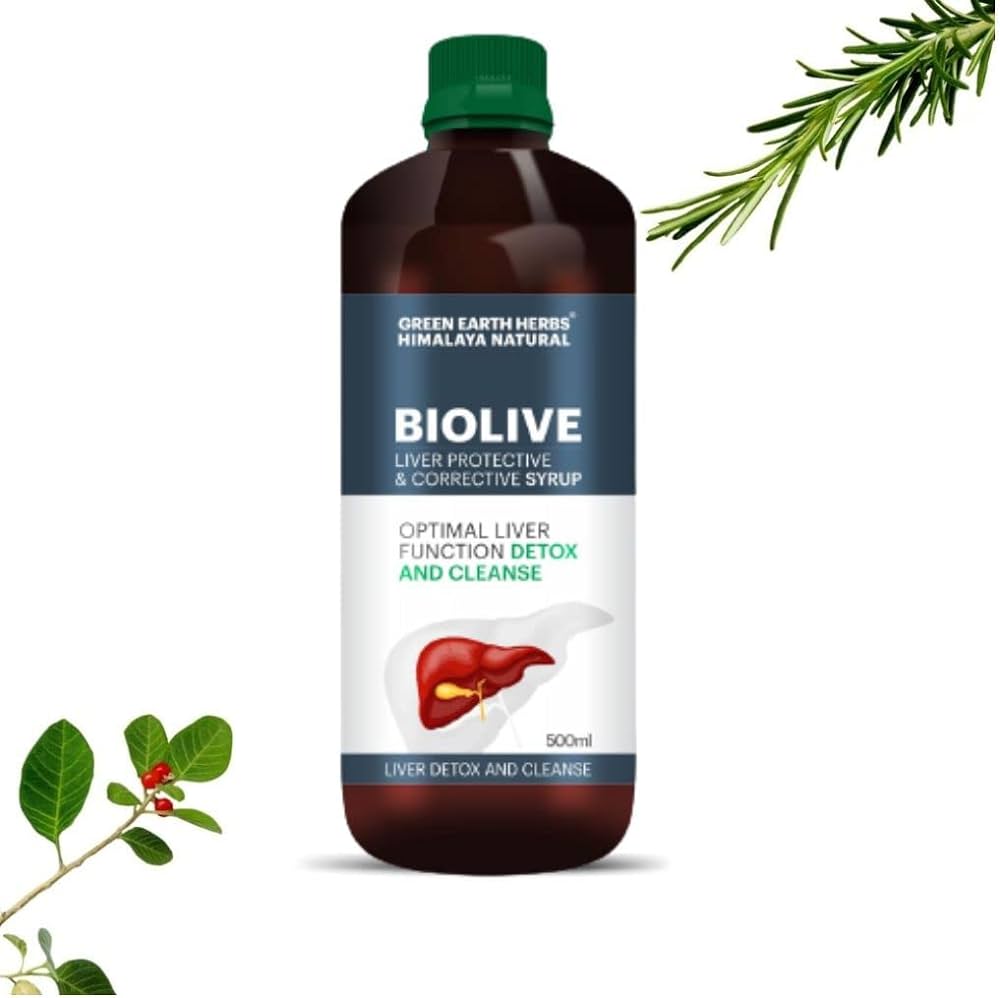 GREEN EARTH HERBS®
HIMALAYA NATURAL
BIOLIVE
LIVER PROTECTIVE
& CORRECTIVE SYRUP
OPTIMAL LIVER
FUNCTION DETOX
AND CLEANSE
500ml
LIVER DETOX AND CLEANSE